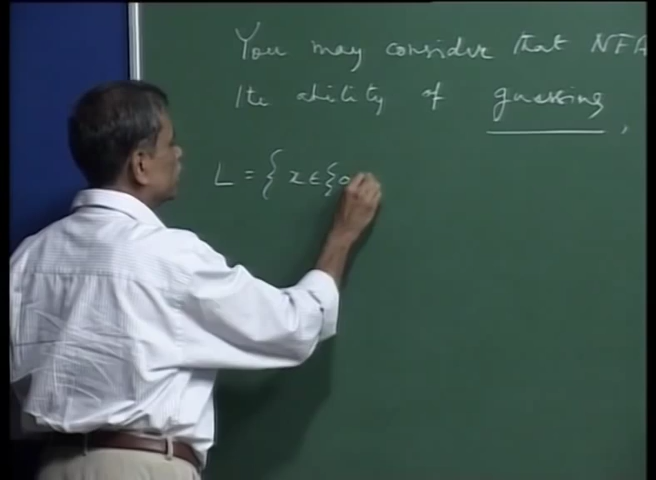 You may consider that NFA
Its ability of guessing,
L = { x ∈ {0